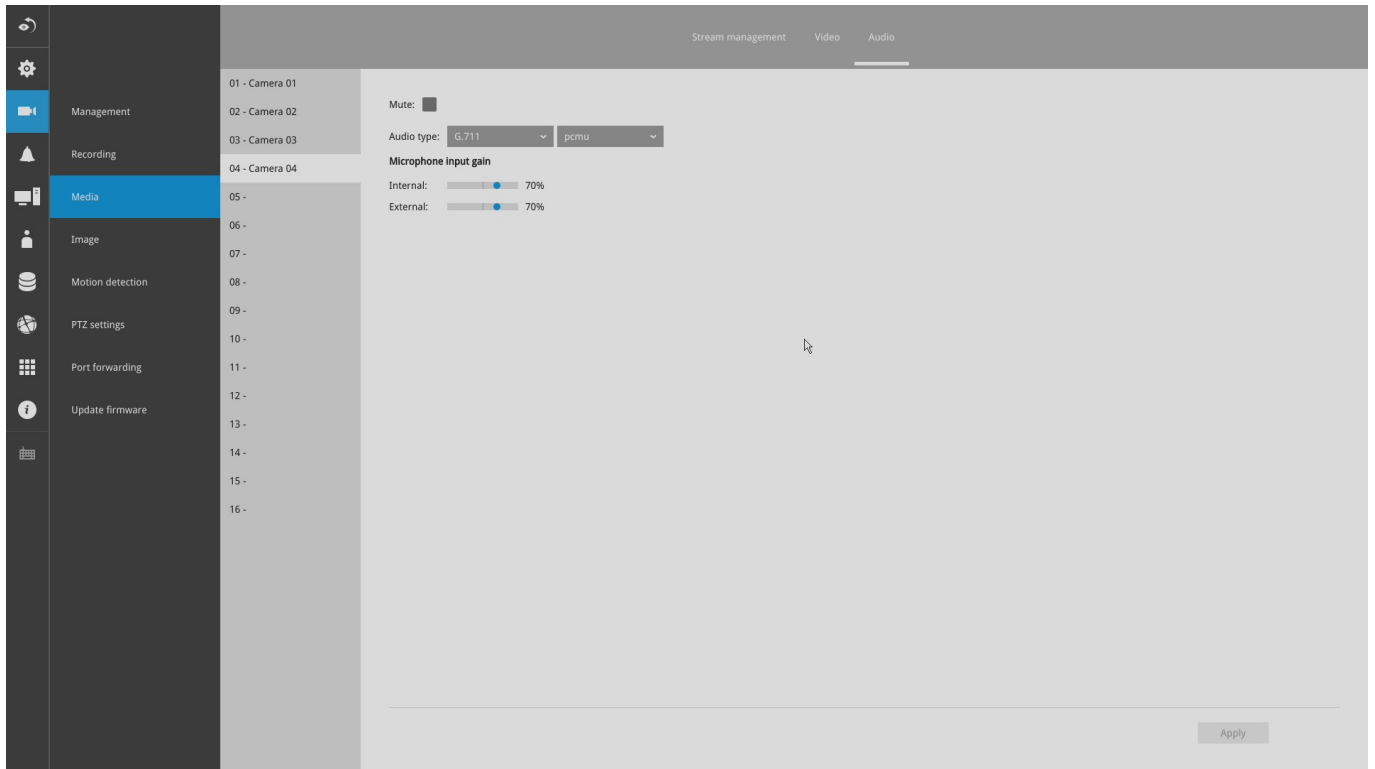 Stream management Video Audio
Management
Recording
Media
Image
Motion detection
PTZ settings
Port forwarding
Update firmware
01 - Camera 01
02 - Camera 02
03 - Camera 03
04 - Camera 04
05 -
06 -
07 -
08 -
09 -
10 -
11 -
12 -
13 -
14 -
15 -
16 -
Mute:
Audio type: G.711 pcmu
Microphone input gain
Internal: 70%
External: 70%
Apply